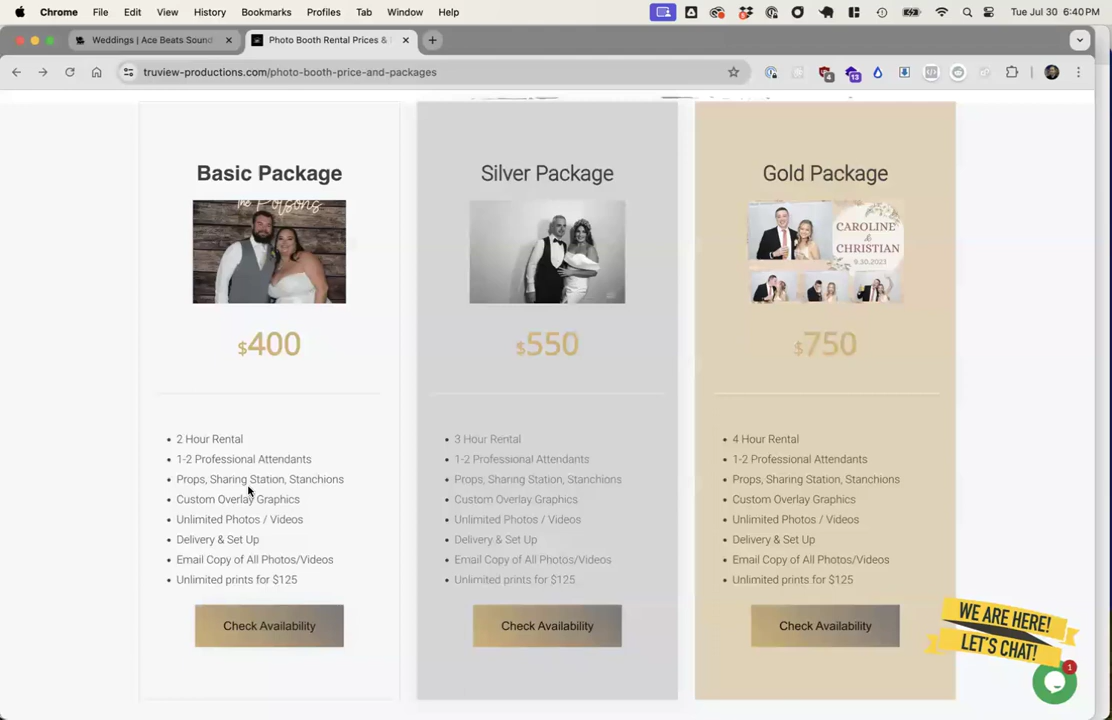 Chrome File Edit View History Bookmarks Profiles Tab Window Help Tue Jul 30 6:40 PM
Weddings | Ace Beats Sound
Photo Booth Rental Prices &
truview-productions.com/photo-booth-price-and-packages
4
13
Basic Package
Silver Package
Gold Package
The Polsons
CAROLINE
&
CHRISTIAN
9.30.2023
$400
$550
$750
• 2 Hour Rental
• 1-2 Professional Attendants
• Props, Sharing Station, Stanchions
• Custom Overlay Graphics
• Unlimited Photos / Videos
• Delivery & Set Up
• Email Copy of All Photos/Videos
• Unlimited prints for $125
Check Availability
• 3 Hour Rental
• 1-2 Professional Attendants
• Props, Sharing Station, Stanchions
• Custom Overlay Graphics
• Unlimited Photos / Videos
• Delivery & Set Up
• Email Copy of All Photos/Videos
• Unlimited prints for $125
Check Availability
• 4 Hour Rental
• 1-2 Professional Attendants
• Props, Sharing Station, Stanchions
• Custom Overlay Graphics
• Unlimited Photos / Videos
• Delivery & Set Up
• Email Copy of All Photos/Videos
• Unlimited prints for $125
Check Availability
WE ARE HERE!
LET'S CHAT!
1